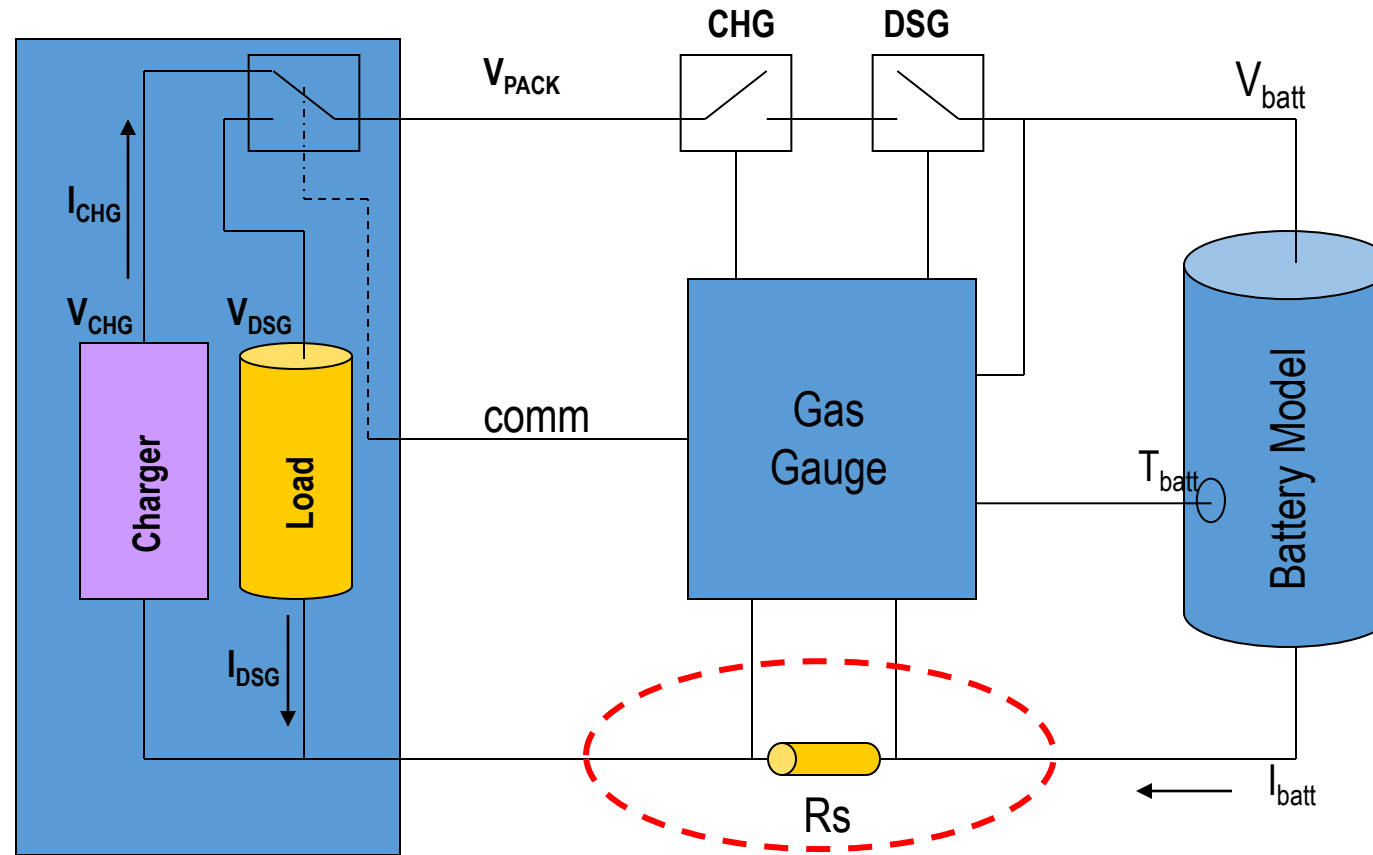 CHG
DSG
VPACK
Vbatt
ICHG
VCHG
VDSG
Charger
Load
comm
Gas
Gauge
Tbatt
Battery Model
IDSG
Rs
Ibatt